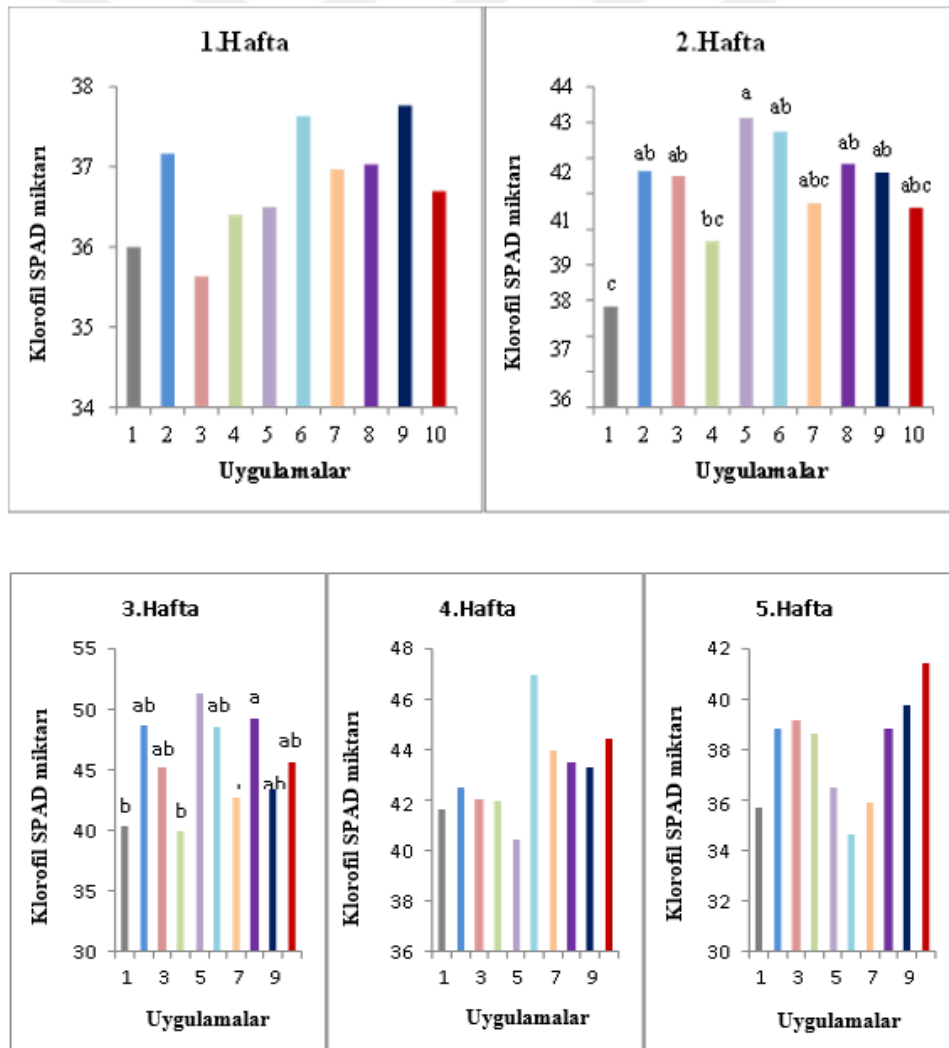 1.Hafta
Klorofil SPAD miktarı
38
37
36
35
34
1 2 3 4 5 6 7 8 9 10
Uygulamalar
2.Hafta
Klorofil SPAD miktarı
44
43
42
41
39
38
37
36
c ab ab bc a ab abc ab ab abc
1 2 3 4 5 6 7 8 9 10
Uygulamalar
3.Hafta
Klorofil SPAD miktarı
55
50
45
40
35
30
b ab ab b ab a ab ab
1 3 5 7 9
Uygulamalar
4.Hafta
Klorofil SPAD miktarı
48
46
44
42
40
38
36
1 3 5 7 9
Uygulamalar
5.Hafta
Klorofil SPAD miktarı
42
40
38
36
34
32
30
1 3 5 7 9
Uygulamalar